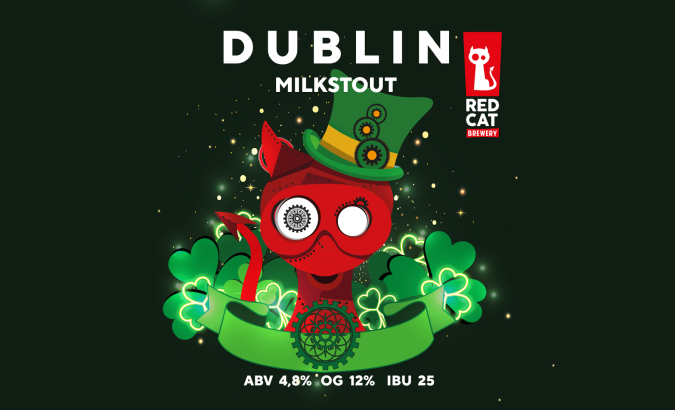 DUBLIN
MILKSTOUT
RED
CAT
BREWERY
ABV 4,8% OG 12% IBU 25